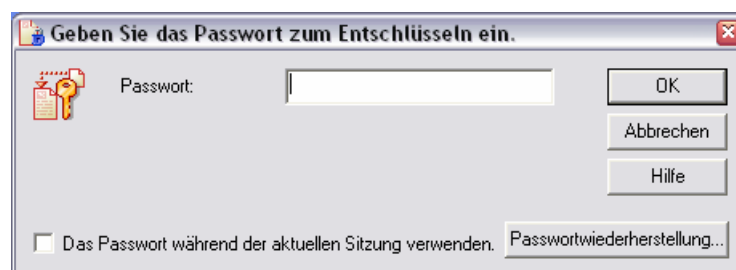 Geben Sie das Passwort zum Entschlüsseln ein.
Passwort:
OK
Abbrechen
Hilfe
Das Passwort während der aktuellen Sitzung verwenden.
Passwortwiederherstellung...